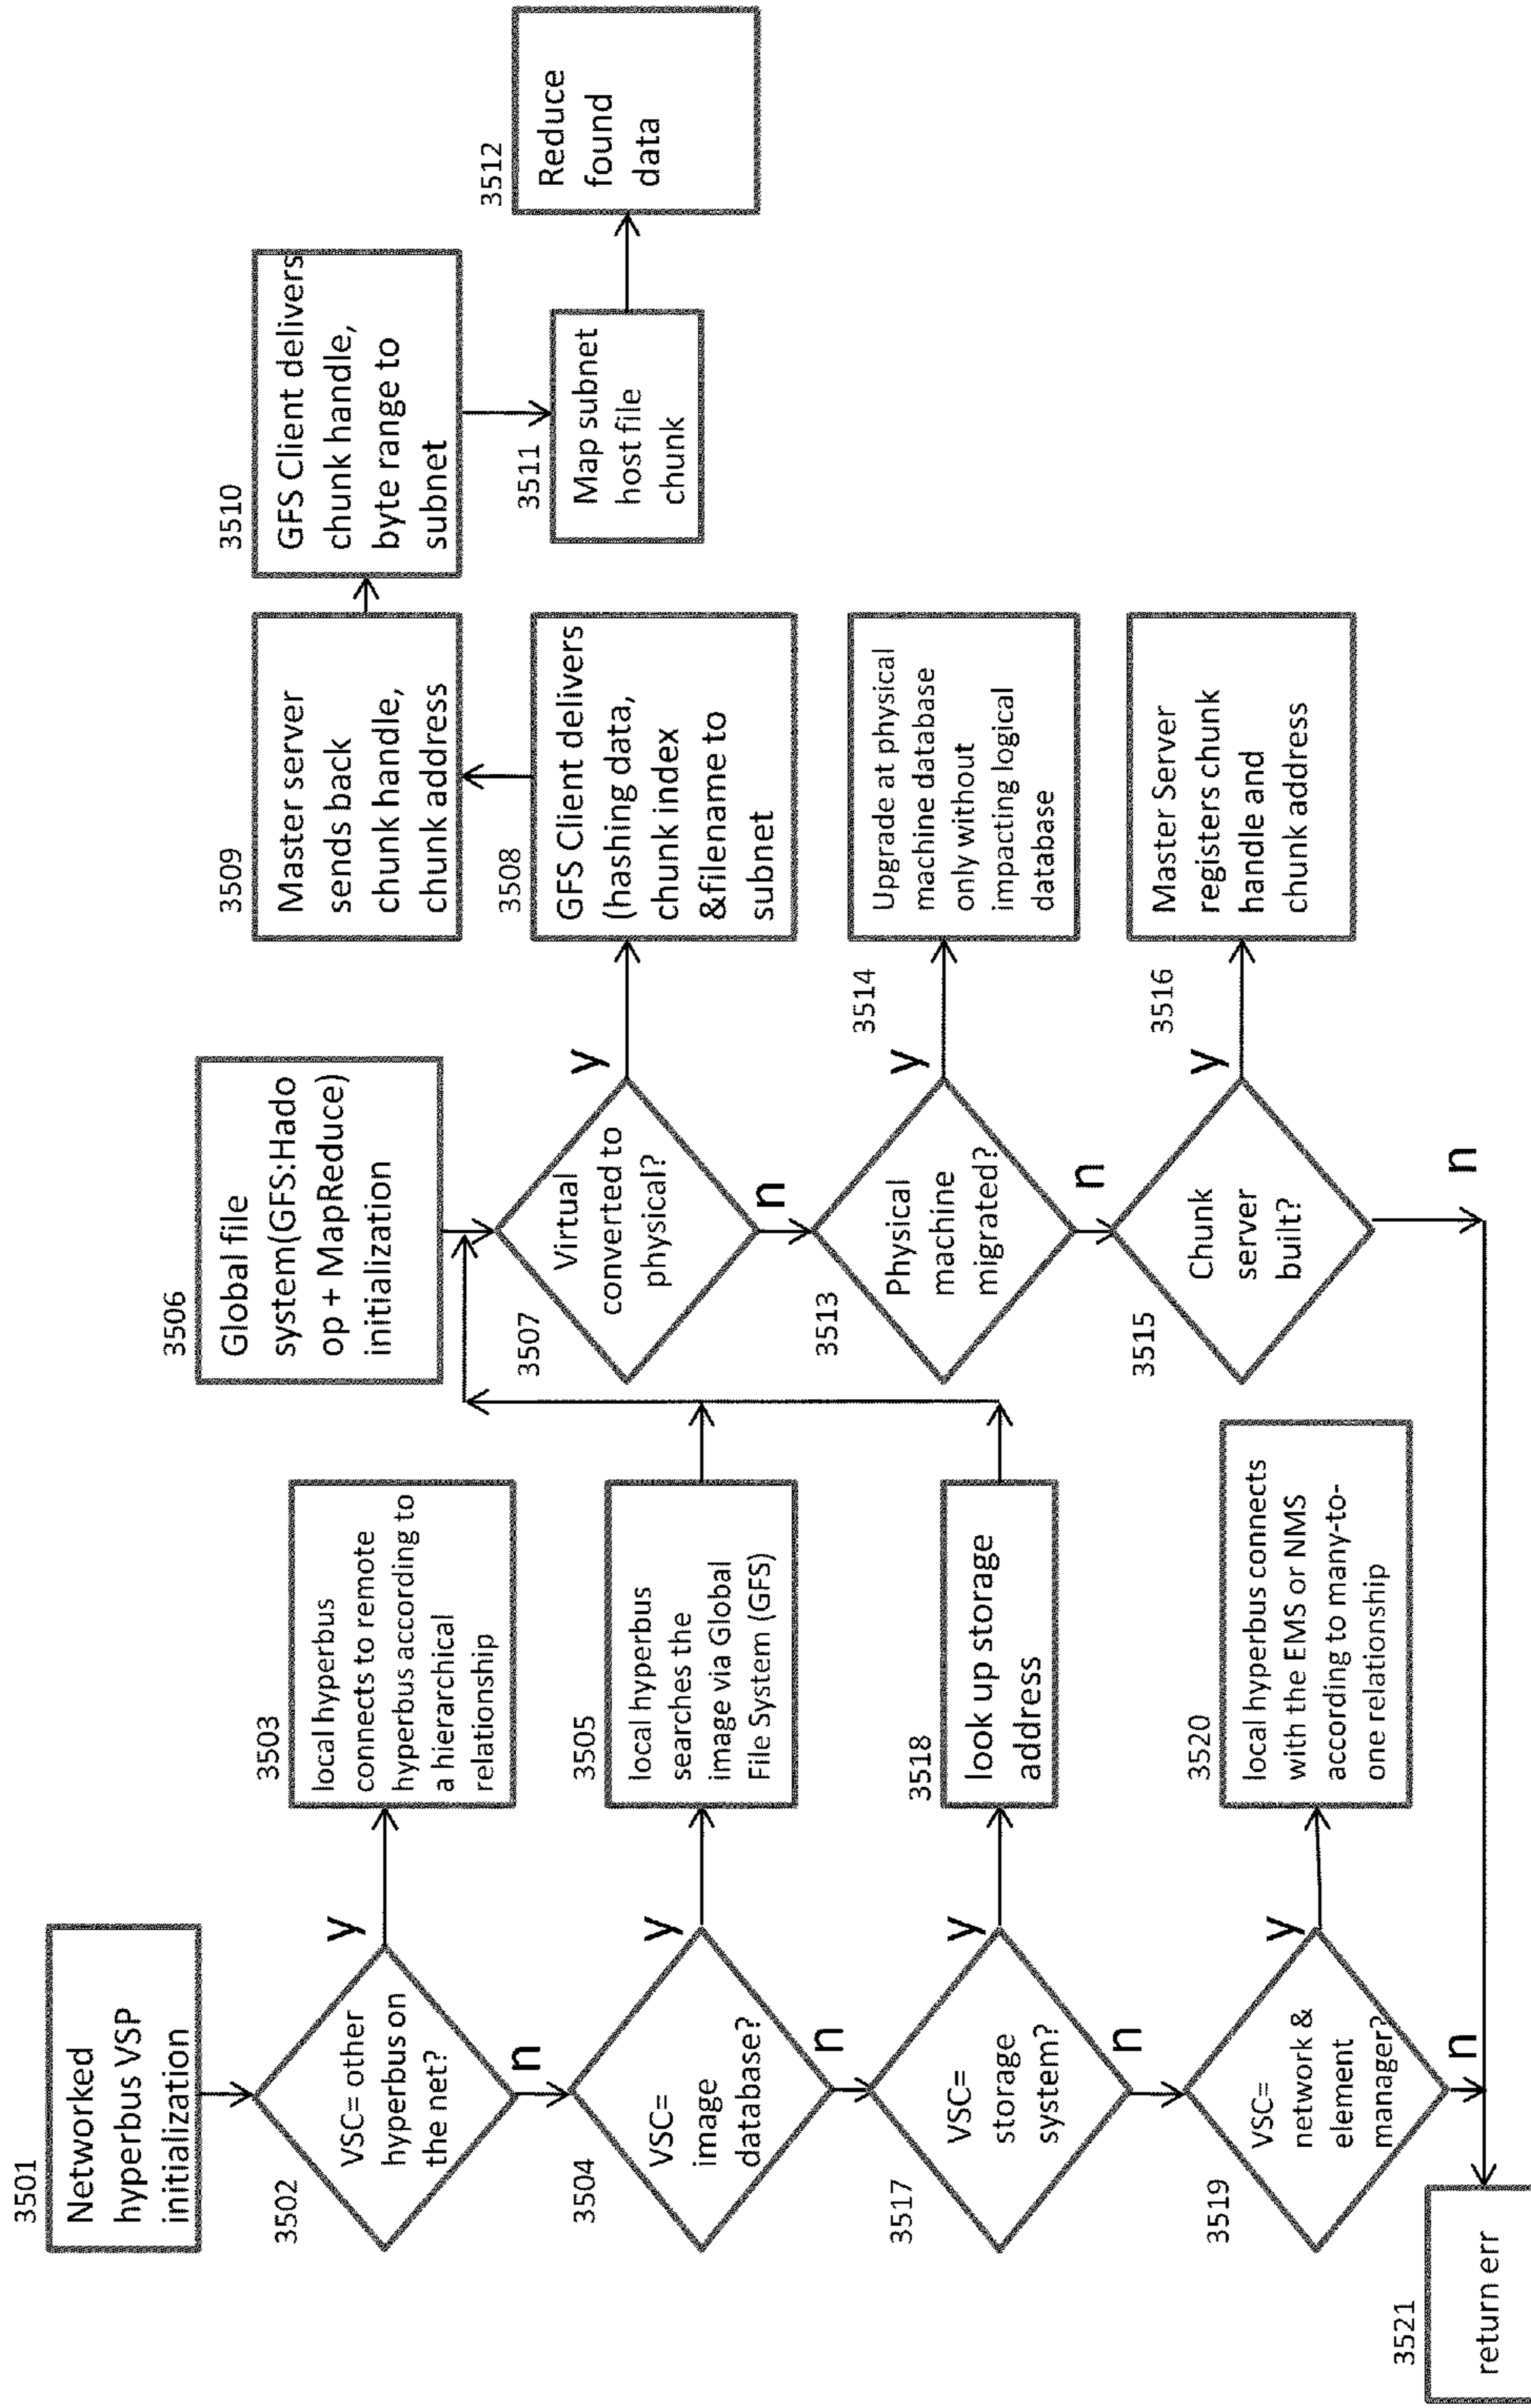 3501
Networked
hyperbus VSP
initialization
3502
VSC= other
hyperbus on
the net?
y
n
3503
local hyperbus
connects to remote
hyperbus according to
a hierarchical
relationship
3504
VSC=
image
database?
y
n
3505
local hyperbus
searches the
image via Global
File System (GFS)
3517
VSC=
storage
system?
y
n
3518
look up storage
address
3519
VSC=
network &
element
manager?
y
n
3520
local hyperbus connects
with the EMS or NMS
according to many-to-
one relationship
3521
return err
3506
Global file
system(GFS:Hado
op + MapReduce)
initialization
3507
Virtual
converted to
physical?
y
n
3508
GFS Client delivers
(hashing data,
chunk index
&filename to
subnet
3509
Master server
sends back
chunk handle,
chunk address
3510
GFS Client delivers
chunk handle,
byte range to
subnet
3511
Map subnet
host file
chunk
3512
Reduce
found
data
3513
Physical
machine
migrated?
y
n
3514
Upgrade at physical
machine database
only without
impacting logical
database
3515
Chunk
server
built?
y
n
3516
Master Server
registers chunk
handle and
chunk address